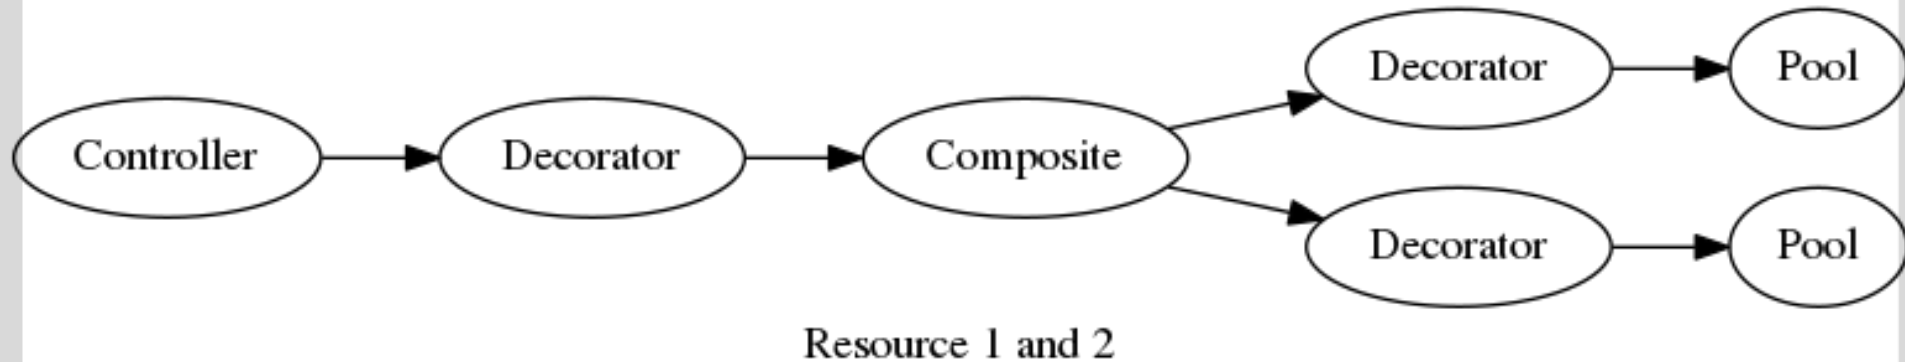 Decorator
Pool
Controller
Decorator
Composite
Decorator
Pool
Resource 1 and 2